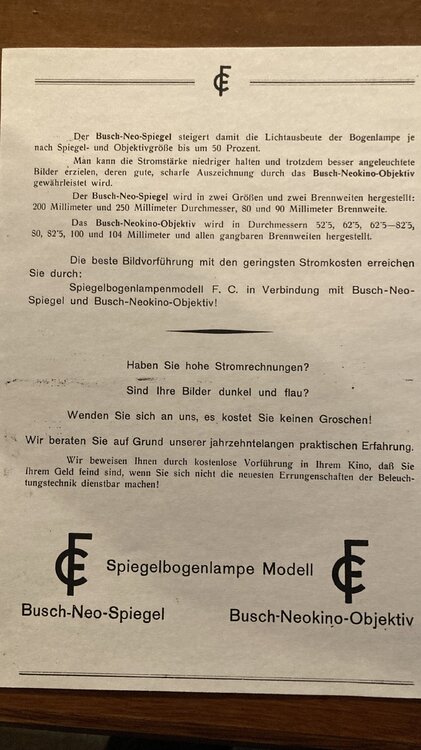 FC
Der Busch-Neo-Spiegel steigert damit die Lichtausbeute der Bogenlampe je
nach Spiegel- und Objektivgröße bis um 50 Prozent.
Man kann die Stromstärke niedriger halten und trotzdem besser angeleuchtete
Bilder erzielen, deren gute, scharfe Auszeichnung durch das Busch-Neokino-Objektiv
gewährleistet wird.
Der Busch-Neo-Spiegel wird in zwei Größen und zwei Brennweiten hergestellt:
200 Millimeter und 250 Millimeter Durchmesser, 80 und 90 Millimeter Brennweite.
Das Busch-Neokino-Objektiv wird in Durchmessern 52˙5, 62˙5, 62˙5—82˙5,
80, 82˙5, 100 und 104 Millimeter und allen gangbaren Brennweiten hergestellt.
Die beste Bildvorführung mit den geringsten Stromkosten erreichen
Sie durch:
Spiegelbogenlampenmodell F. C. in Verbindung mit Busch-Neo-
Spiegel und Busch-Neokino-Objektiv!
Haben Sie hohe Stromrechnungen?
Sind Ihre Bilder dunkel und flau?
Wenden Sie sich an uns, es kostet Sie keinen Groschen!
Wir beraten Sie auf Grund unserer jahrzehntelangen praktischen Erfahrung.
Wir beweisen Ihnen durch kostenlose Vorführung in Ihrem Kino, daß Sie
Ihrem Geld feind sind, wenn Sie sich nicht die neuesten Errungenschaften der Beleuch-
tungstechnik dienstbar machen!
FC Spiegelbogenlampe Modell FC
Busch-Neo-Spiegel Busch-Neokino-Objektiv